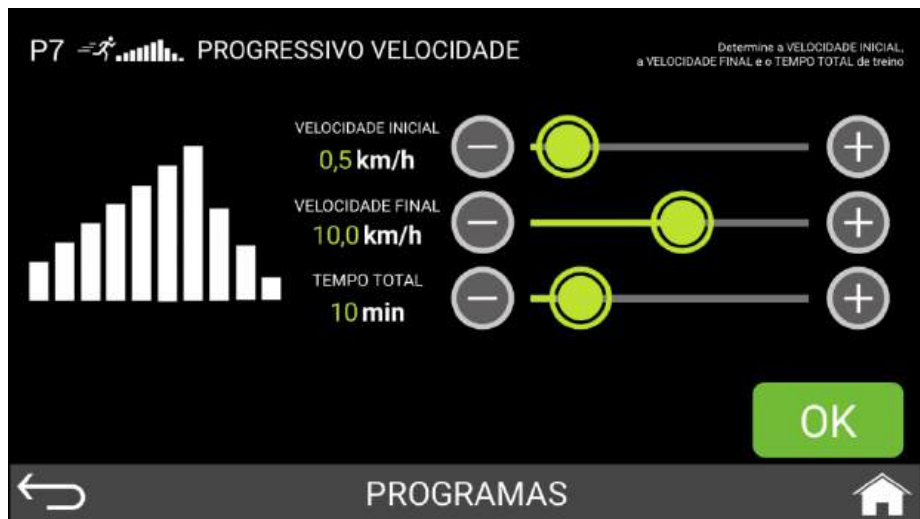 P7 PROGRESSIVO VELOCIDADE
Determine a VELOCIDADE INICIAL,
a VELOCIDADE FINAL e o TEMPO TOTAL de treino
VELOCIDADE INICIAL
0,5 km/h
VELOCIDADE FINAL
10,0 km/h
TEMPO TOTAL
10 min
OK
PROGRAMAS